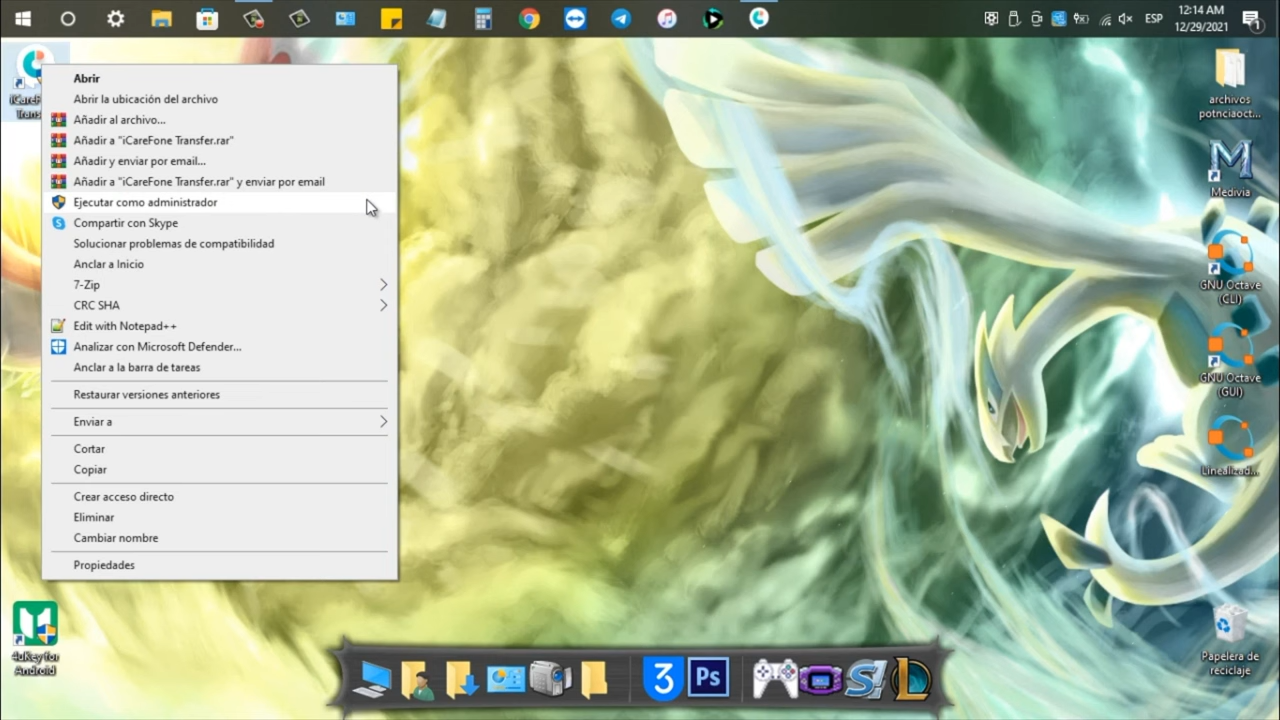 ESP
12:14 AM
12/29/2021
Abrir
Abrir la ubicación del archivo
Añadir al archivo...
Añadir a "iCareFone Transfer.rar"
Añadir y enviar por email...
Añadir a "iCareFone Transfer.rar" y enviar por email
Ejecutar como administrador
Compartir con Skype
Solucionar problemas de compatibilidad
Anclar a Inicio
7-Zip
CRC SHA
Edit with Notepad++
Analizar con Microsoft Defender...
Anclar a la barra de tareas
Restaurar versiones anteriores
Enviar a
Cortar
Copiar
Crear acceso directo
Eliminar
Cambiar nombre
Propiedades
4uKey for
Android
archivos
potnciaoct...
Medivia
GNU Octave
(CLI)
GNU Octave
(GUI)
Linealizad...
Papelera de
reciclaje
3
Ps